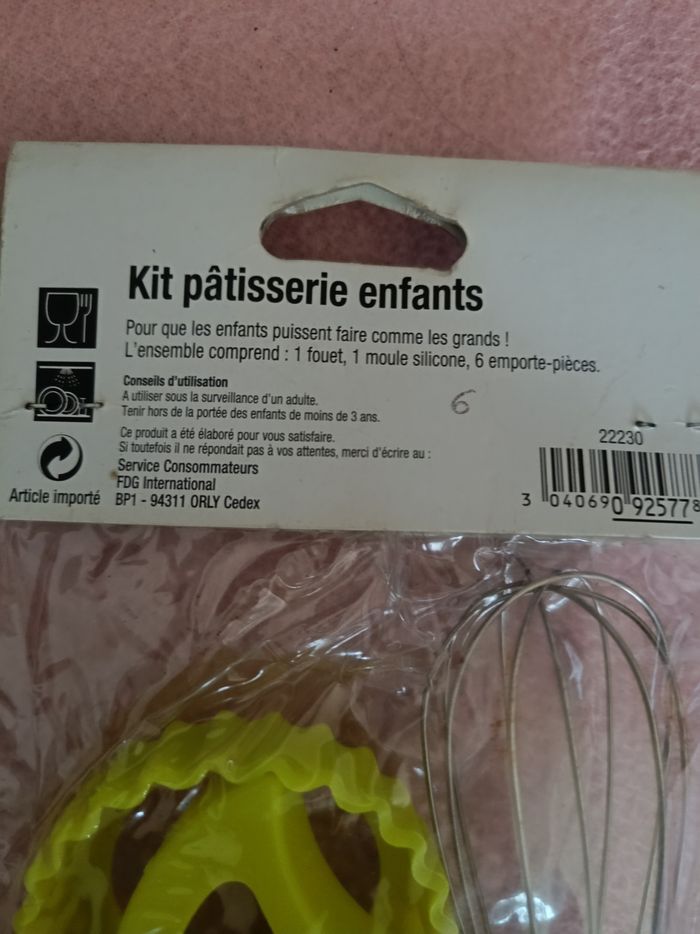 Kit pâtisserie enfants
Pour que les enfants puissent faire comme les grands !
L'ensemble comprend : 1 fouet, 1 moule silicone, 6 emporte-pièces.
Conseils d'utilisation
A utiliser sous la surveillance d'un adulte.
Tenir hors de la portée des enfants de moins de 3 ans.
6
Ce produit a été élaboré pour vous satisfaire.
Si toutefois il ne répondait pas à vos attentes, merci d'écrire au :
Service Consommateurs
FDG International
BP1 - 94311 ORLY Cedex
Article importé
22230
3 040690 925778